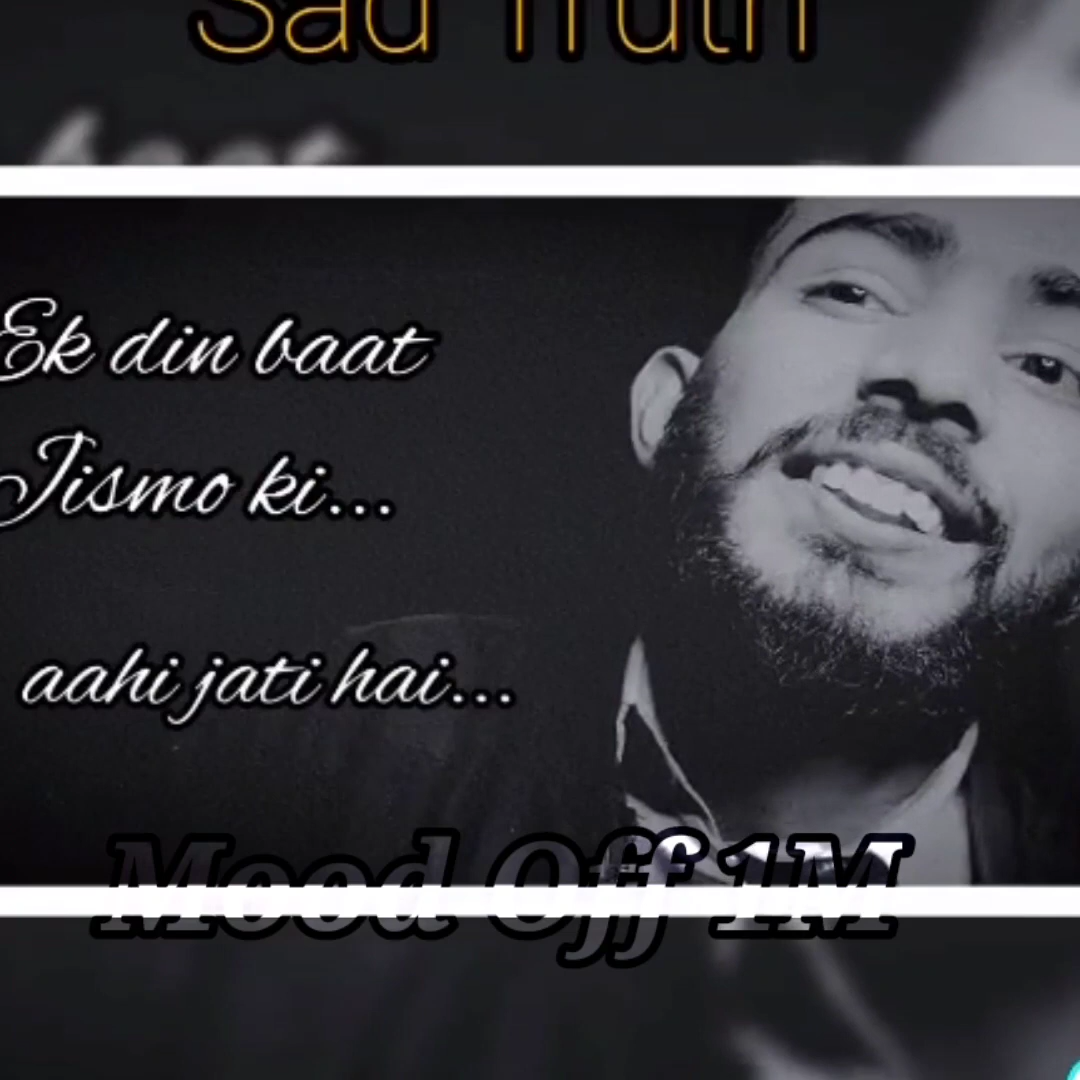 Sad Truth
Ek din baat
Jismo ki...
aahi jati hai...
Mood Off 1M